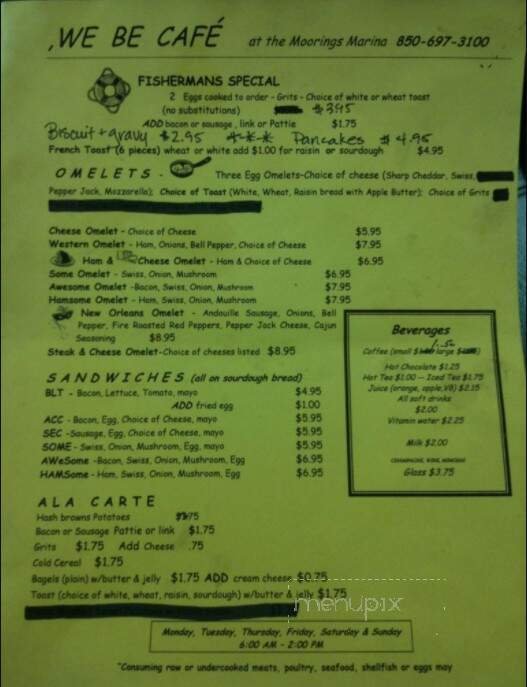 WE BE CAFÉ at the Moorings Marina 850-697-3100
FISHERMANS SPECIAL
2 Eggs cooked to order - Grits - Choice of white or wheat toast
(no substitutions) $3.95
ADD bacon or sausage, link or Pattie $1.75
Biscuit + gravy $2.95 *-*-* Pancakes $4.95
French Toast (6 pieces) wheat or white add $1.00 for raisin or sourdough $4.95
OMELETS - Three Egg Omelets-Choice of cheese (Sharp Cheddar, Swiss,
Pepper Jack, Mozzarella); Choice of Toast (White, Wheat, Raisin bread with Apple Butter); Choice of Grits
Cheese Omelet - Choice of Cheese $5.95
Western Omelet - Ham, Onions, Bell Pepper, Choice of Cheese $7.95
Ham & Cheese Omelet - Ham & Choice of Cheese $6.95
Some Omelet - Swiss, Onion, Mushroom $6.95
Awesome Omelet -Bacon, Swiss, Onion, Mushroom $7.95
Hamsome Omelet - Ham, Swiss, Onion, Mushroom $7.95
New Orleans Omelet - Andouille Sausage, Onions, Bell
Pepper, Fire Roasted Red Peppers, Pepper Jack Cheese, Cajun
Seasoning $8.95
Steak & Cheese Omelet-Choice of cheeses listed $8.95
SANDWICHES (all on sourdough bread)
BLT - Bacon, Lettuce, Tomato, mayo $4.95
ADD fried egg $1.00
ACC - Bacon, Egg, Choice of Cheese, mayo $5.95
SEC -Sausage, Egg, Choice of Cheese, mayo $5.95
SOME - Swiss, Onion, Mushroom, Egg, mayo $5.95
AWeSome -Bacon, Swiss, Onion, Mushroom, Egg $6.95
HAMSome - Ham, Swiss, Onion, Mushroom, Egg $6.95
Beverages
1.50
Coffee (small large
Hot Chocolate $1.25
Hot Tea $1.00 -- Iced Tea $1.75
Juice (orange, apple,V8) $2.15
All soft drinks
$2.00
Vitamin water $2.25
Milk $2.00
CHAMPAGNE, WINE, MIMOSAS
Glass $3.75
ALA CARTE
Hash browns Potatoes
Bacon or Sausage Pattie or link $1.75
Grits $1.75 Add Cheese .75
Cold Cereal $1.75
Bagels (plain) w/butter & jelly $1.75 ADD cream cheese $0.75
Toast (choice of white, wheat, raisin, sourdough) w/butter & jelly $1.75
menupix
Monday, Tuesday, Thursday, Friday, Saturday & Sunday
6:00 AM - 2:00 PM
*Consuming raw or undercooked meats, poultry, seafood, shellfish or eggs may